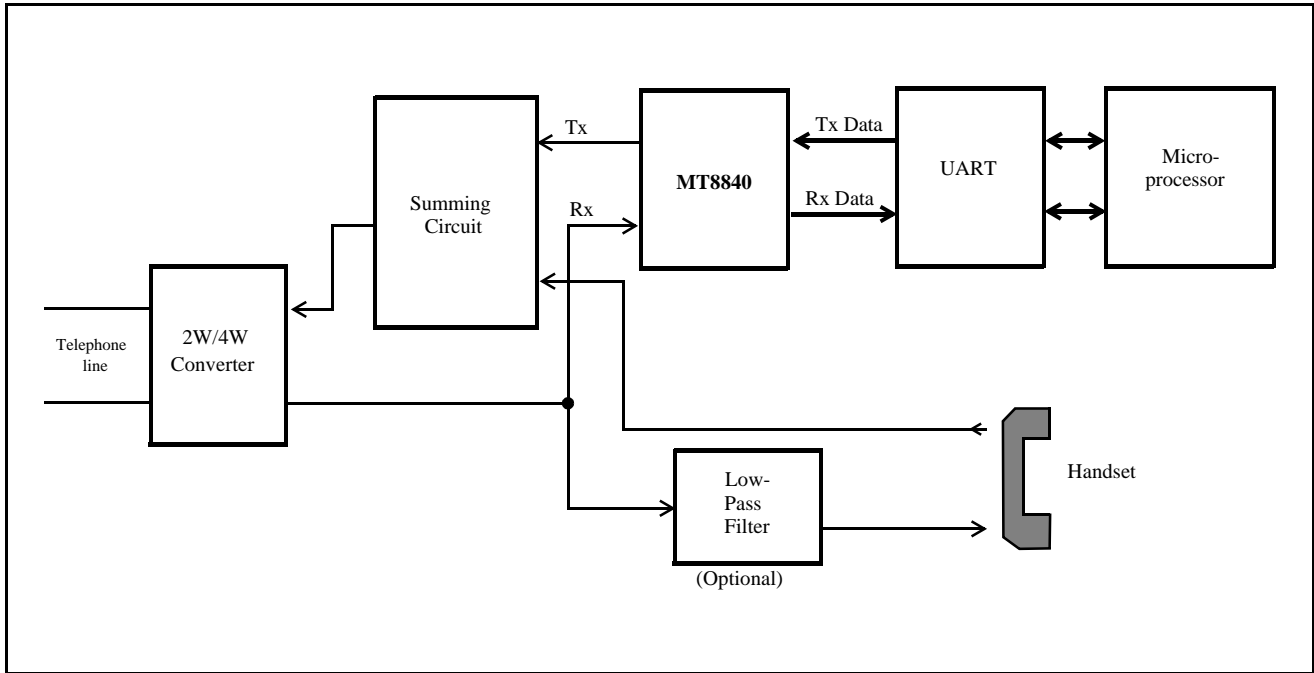 Tx
Tx Data
Micro-
processor
UART
MT8840
Summing
Circuit
Rx
Rx Data
2W/4W
Converter
Telephone
line
Low-
Pass
Filter
(Optional)
Handset